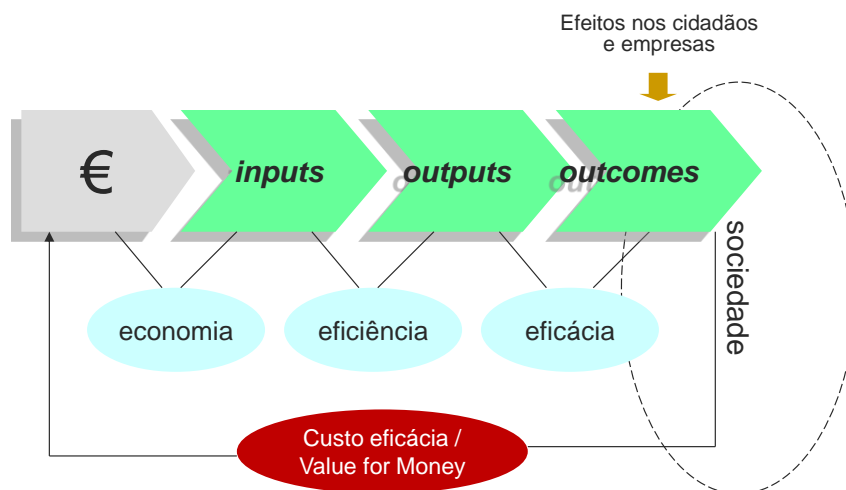 Efeitos nos cidadãos
e empresas
€
inputs
outputs
outcomes
sociedade
economia
eficiência
eficácia
Custo eficácia /
Value for Money